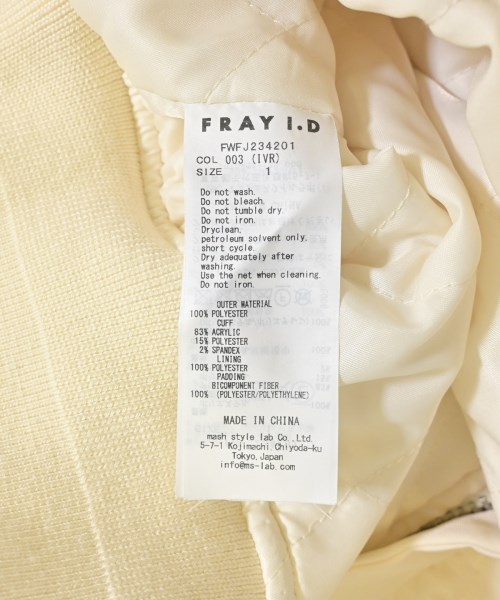 FRAY I.D
FWFJ234201
COL 003 (IVR)
SIZE 1
Do not wash.
Do not bleach.
Do not tumble dry.
Do not iron.
Dryclean.
petroleum solvent only.
short cycle.
Dry adequately after
washing.
Use the net when cleaning.
Do not iron.
OUTER MATERIAL
100% POLYESTER
CUFF
83% ACRYLIC
15% POLYESTER
2% SPANDEX
LINING
100% POLYESTER
PADDING
BICOMPONENT FIBER
100% (POLYESTER/POLYETHYLENE)
MADE IN CHINA
mash style lab Co.,Ltd.
5-7-1 Kojimachi Chiyoda-ku
Tokyo,Japan
info@ms-lab.com